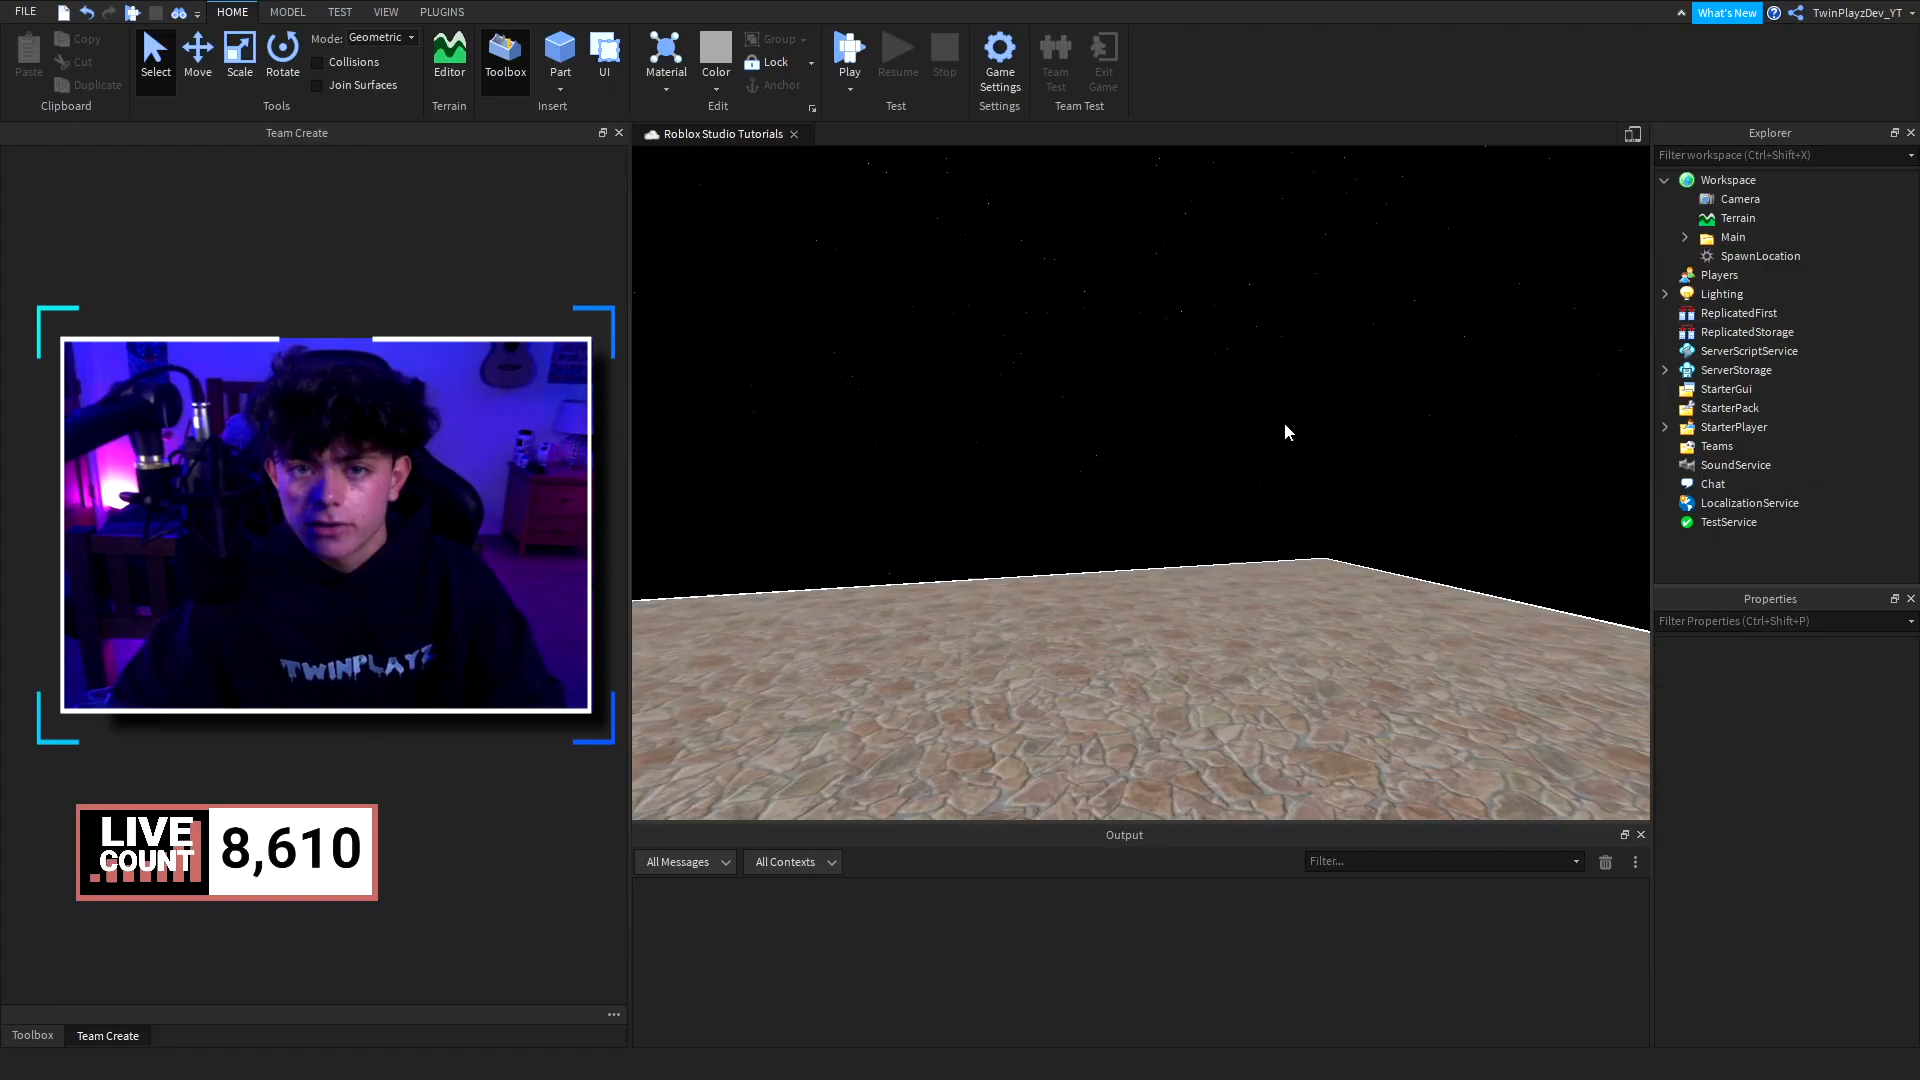 FILE HOME MODEL TEST VIEW PLUGINS What's New TwinPlayzDev_YT
Paste Copy Cut Duplicate
Clipboard
Select Move Scale Rotate Mode: Geometric
Collisions
Join Surfaces
Tools
Editor
Terrain
Toolbox Part UI
Insert
Material Color Group Lock Anchor
Edit
Play Resume Stop
Test
Game Settings
Settings
Team Test Exit Game
Team Test
Team Create
TWINPLAYZ
LIVE
COUNT
8,610
Toolbox Team Create
Roblox Studio Tutorials
Output
All Messages All Contexts Filter...
Explorer
Filter workspace (Ctrl+Shift+X)
Workspace
Camera
Terrain
Main
SpawnLocation
Players
Lighting
ReplicatedFirst
ReplicatedStorage
ServerScriptService
ServerStorage
StarterGui
StarterPack
StarterPlayer
Teams
SoundService
Chat
LocalizationService
TestService
Properties
Filter Properties (Ctrl+Shift+P)